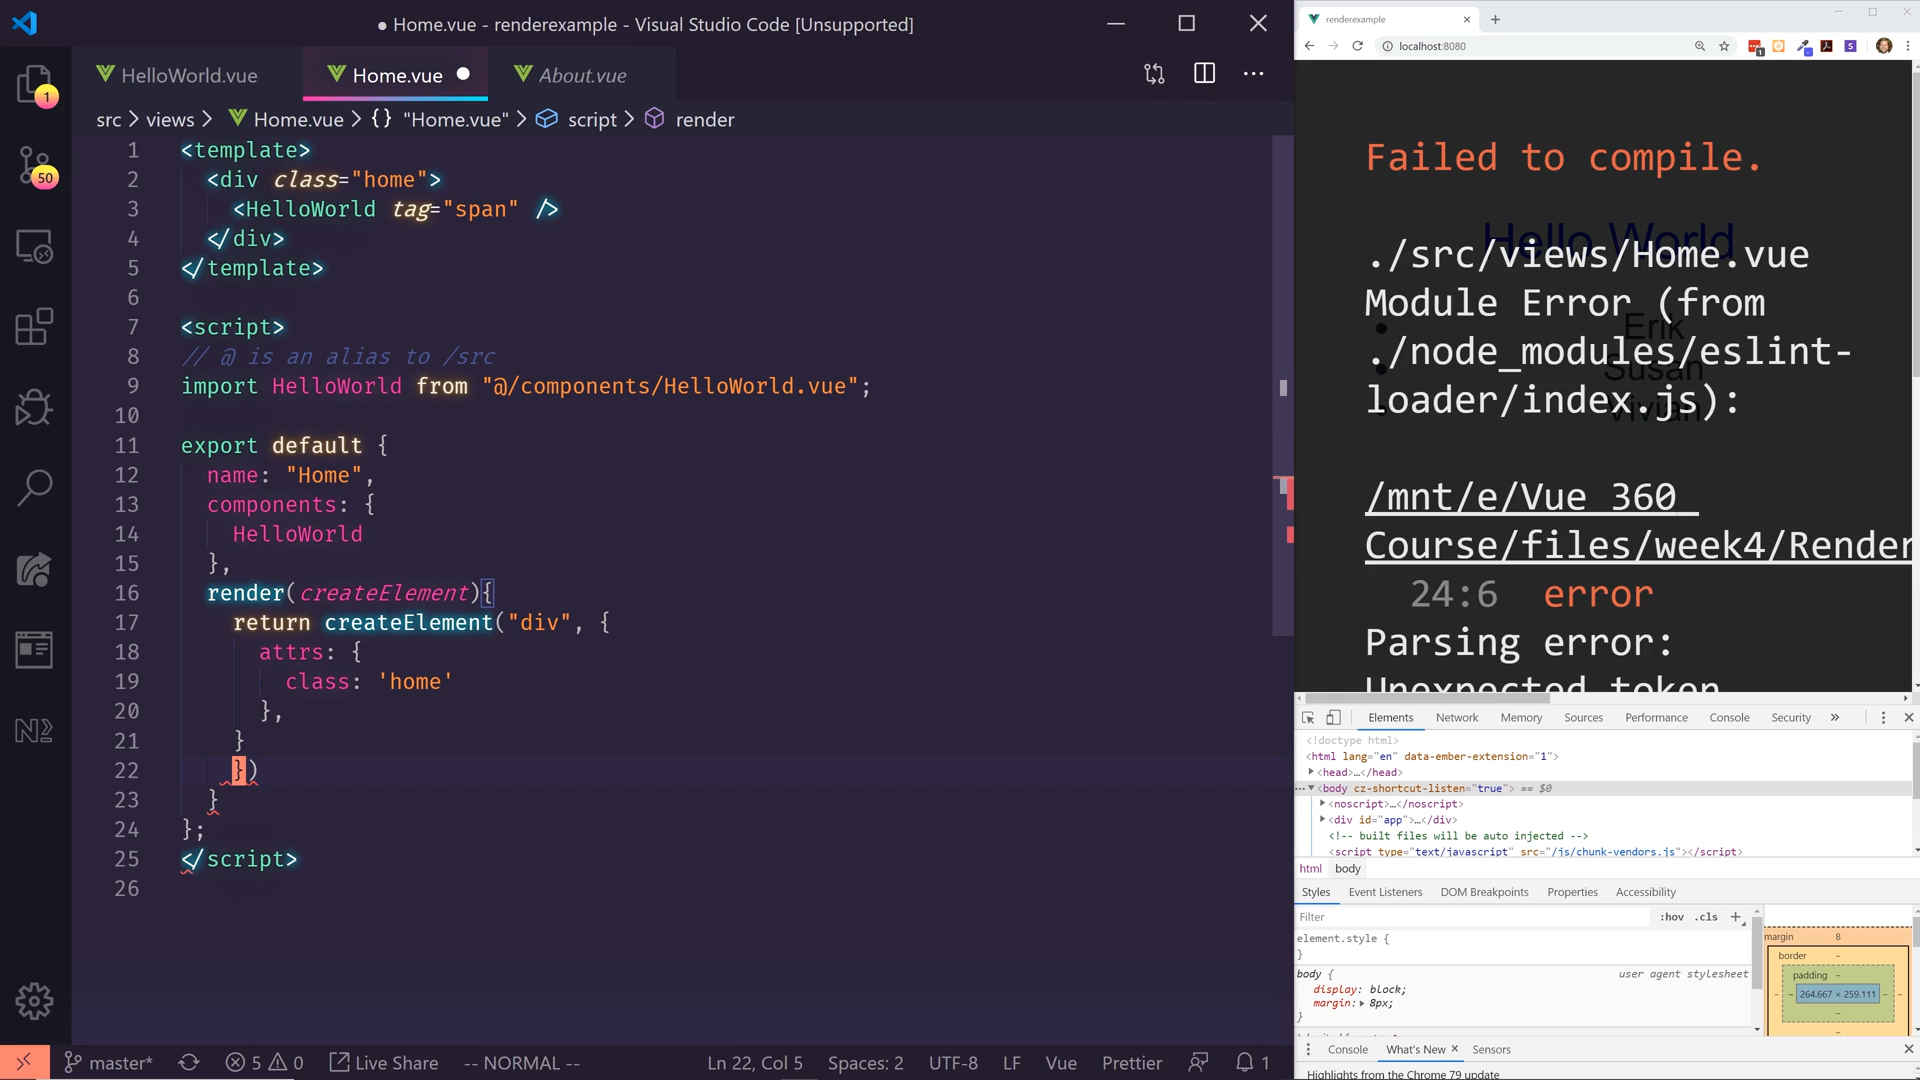 ● Home.vue - renderexample - Visual Studio Code [Unsupported]
HelloWorld.vue
Home.vue
About.vue
src > views > Home.vue > {} "Home.vue" > script > render
1
50
1 <template>
2 <div class="home">
3 <HelloWorld tag="span" />
4 </div>
5 </template>
6
7 <script>
8 // @ is an alias to /src
9 import HelloWorld from "@/components/HelloWorld.vue";
10
11 export default {
12 name: "Home",
13 components: {
14 HelloWorld
15 },
16 render(createElement){
17 return createElement("div", {
18 attrs: {
19 class: 'home'
20 },
21 }
22 })
23 }
24 };
25 </script>
26
master*
5
0
Live Share
-- NORMAL --
Ln 22, Col 5
Spaces: 2
UTF-8
LF
Vue
Prettier
1
renderexample
localhost:8080
Failed to compile.
Hello World
./src/views/Home.vue
Module Error (from
Erik
./node_modules/eslint-
Susan
loader/index.js):
Vivian
/mnt/e/Vue 360
Course/files/week4/Render
24:6 error
Parsing error:
Unexpected token
Elements
Network
Memory
Sources
Performance
Console
Security
<!doctype html>
<html lang="en" data-ember-extension="1">
<head>…</head>
<body cz-shortcut-listen="true"> == $0
<noscript>…</noscript>
<div id="app">…</div>
<!-- built files will be auto injected -->
<script type="text/javascript" src="/js/chunk-vendors.js"></script>
html
body
Styles
Event Listeners
DOM Breakpoints
Properties
Accessibility
Filter
:hov
.cls
+
element.style {
}
body {
user agent stylesheet
display: block;
margin: 8px;
}
margin
8
border
-
padding
-
264.667 × 259.111
Console
What's New
Sensors
Highlights from the Chrome 79 update